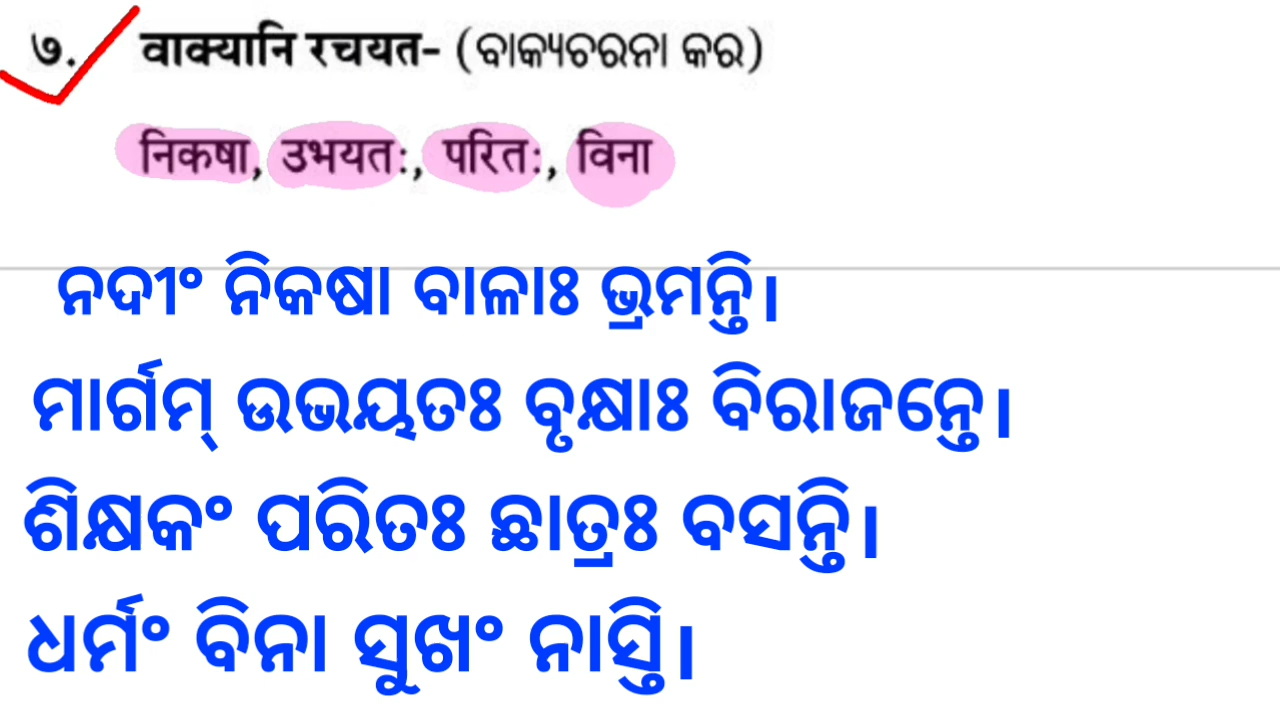 ७. वाक्यानि रचयत- (ବାକ୍ୟଚରନା କର)
निकषा, उभयत:, परित:, विना
ନଦୀଂ ନିକଷା ବାଳାଃ ଭ୍ରମନ୍ତି।
ମାର୍ଗମ୍ ଉଭୟତଃ ବୃକ୍ଷାଃ ବିରାଜନ୍ତେ।
ଶିକ୍ଷକଂ ପରିତଃ ଛାତ୍ରଃ ବସନ୍ତି।
ଧର୍ମଂ ବିନା ସୁଖଂ ନାସ୍ତି।